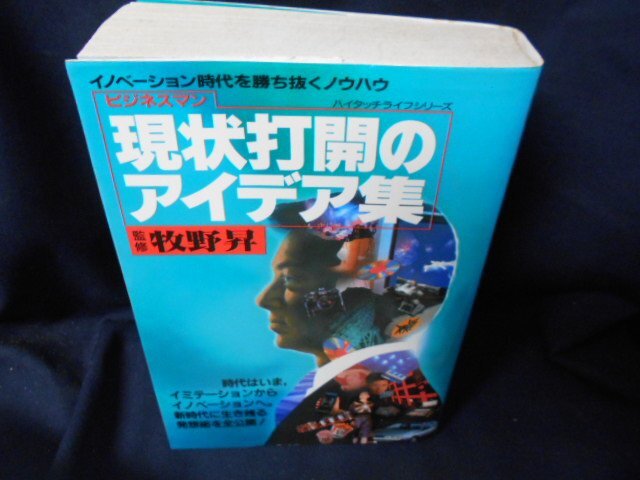 イノベーション時代を勝ち抜くノウハウ
ビジネスマン
ハイタッチライフシリーズ
現状打開の
アイデア集
監修 牧野昇
時代はいま、
イミテーションから
イノベーションへ。
新時代に生き残る
発想術を全公開！